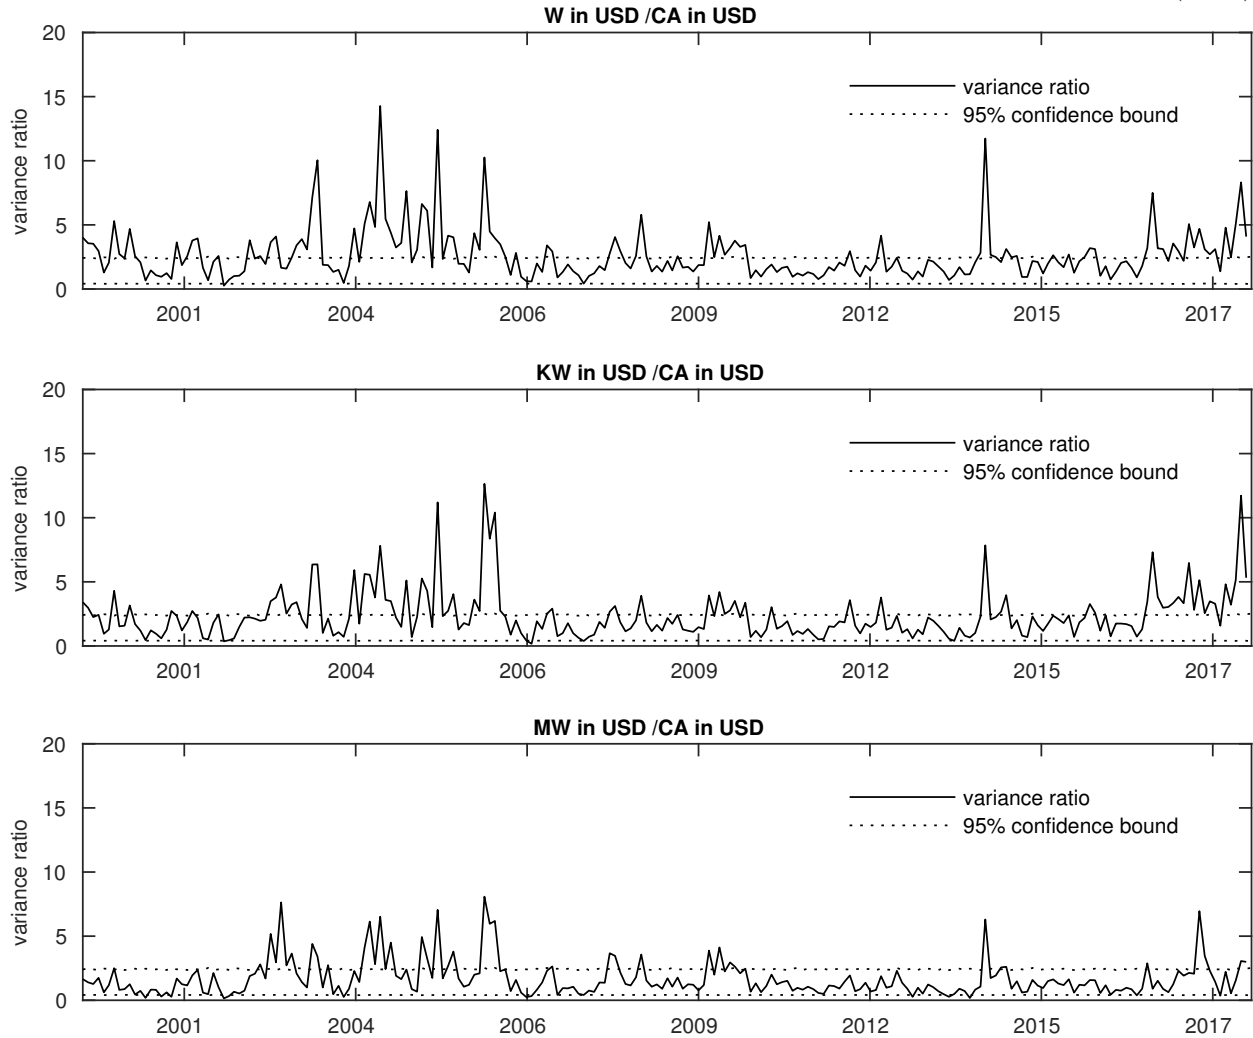 W in USD /CA in USD
20
15
10
5
0
variance ratio
variance ratio
95% confidence bound
2001 2004 2006 2009 2012 2015 2017
KW in USD /CA in USD
20
15
10
5
0
variance ratio
variance ratio
95% confidence bound
2001 2004 2006 2009 2012 2015 2017
MW in USD /CA in USD
20
15
10
5
0
variance ratio
variance ratio
95% confidence bound
2001 2004 2006 2009 2012 2015 2017